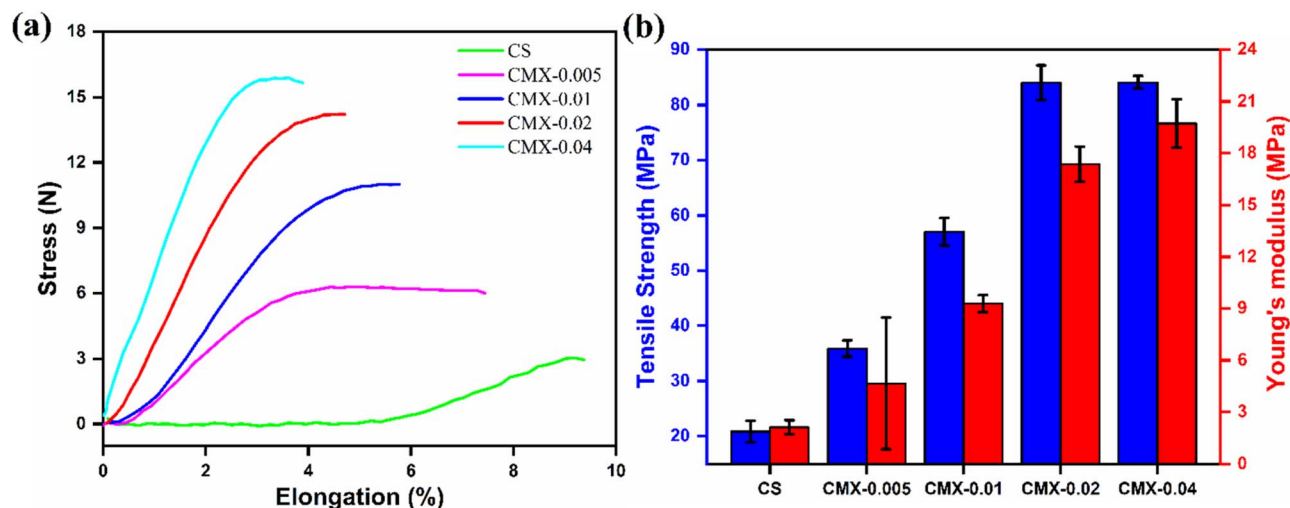 (a)
Stress (N)
18
15
12
9
6
3
0
CS
CMX-0.005
CMX-0.01
CMX-0.02
CMX-0.04
0 2 4 6 8 10
Elongation (%)
(b)
Tensile Strength (MPa)
90
80
70
60
50
40
30
20
CS CMX-0.005 CMX-0.01 CMX-0.02 CMX-0.04
24
21
18
15
12
9
6
3
0
Young's modulus (MPa)